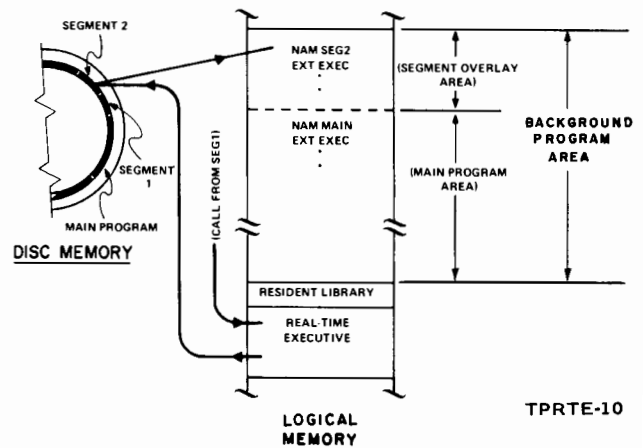 SEGMENT 2
SEGMENT
1
MAIN PROGRAM
DISC MEMORY
(CALL FROM SEG1)
NAM SEG2
EXT EXEC
.
.
NAM MAIN
EXT EXEC
.
.
RESIDENT LIBRARY
REAL-TIME
EXECUTIVE
LOGICAL
MEMORY
(SEGMENT OVERLAY
AREA)
(MAIN PROGRAM
AREA)
BACKGROUND
PROGRAM
AREA
TPRTE-10